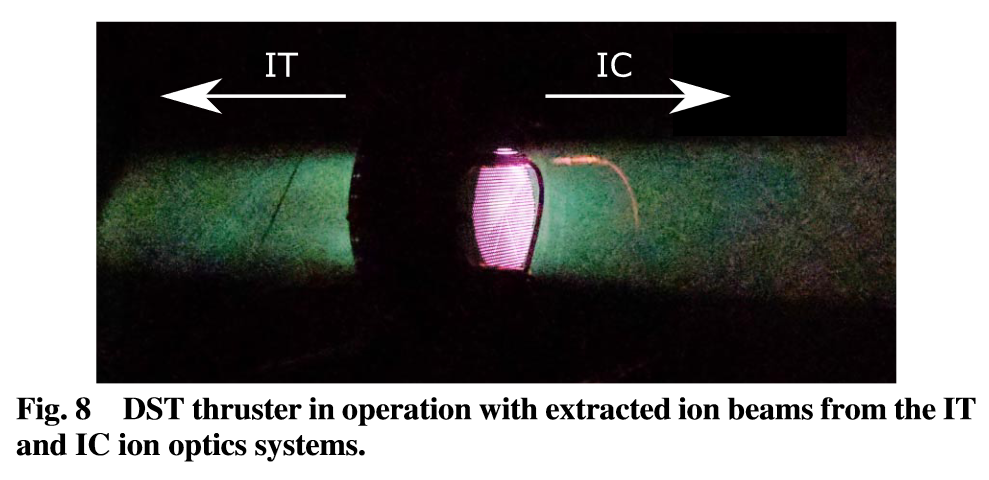 IT
IC
Fig. 8 DST thruster in operation with extracted ion beams from the IT
and IC ion optics systems.